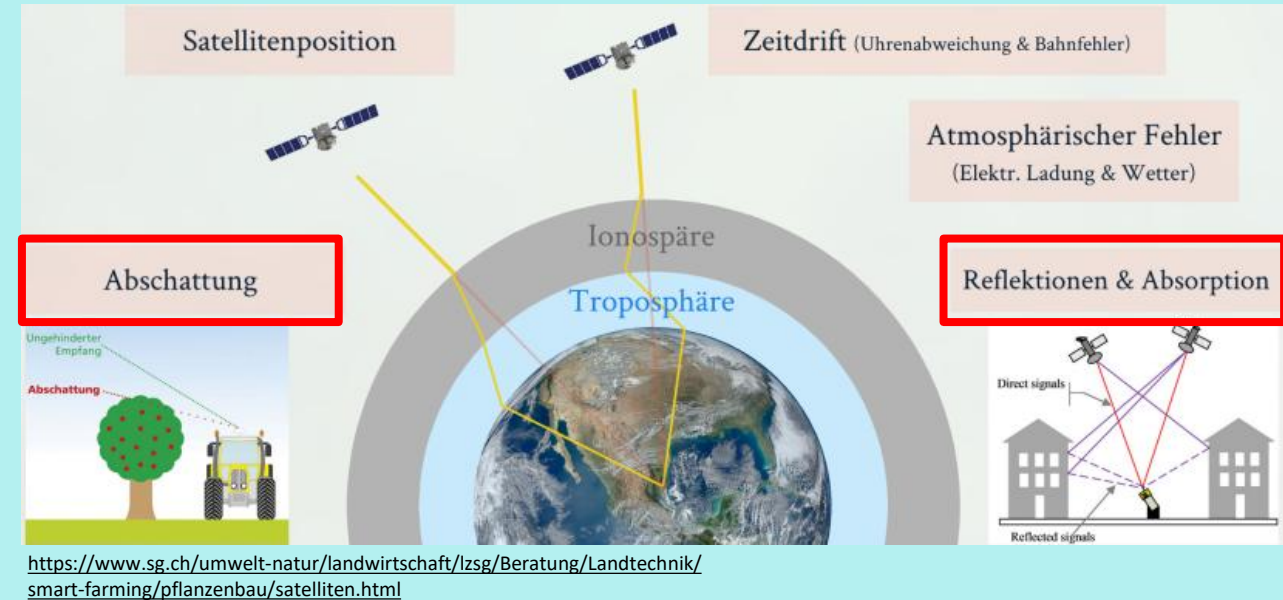 Satellitenposition
Zeitdrift (Uhrenabweichung & Bahnfehler)
Atmosphärischer Fehler
(Elektr. Ladung & Wetter)
Ionospäre
Troposphäre
Abschattung
Reflektionen & Absorption
Ungehinderter
Empfang
Abschattung
Direct signals
Reflected signals
https://www.sg.ch/umwelt-natur/landwirtschaft/lzsg/Beratung/Landtechnik/
smart-farming/pflanzenbau/satelliten.html